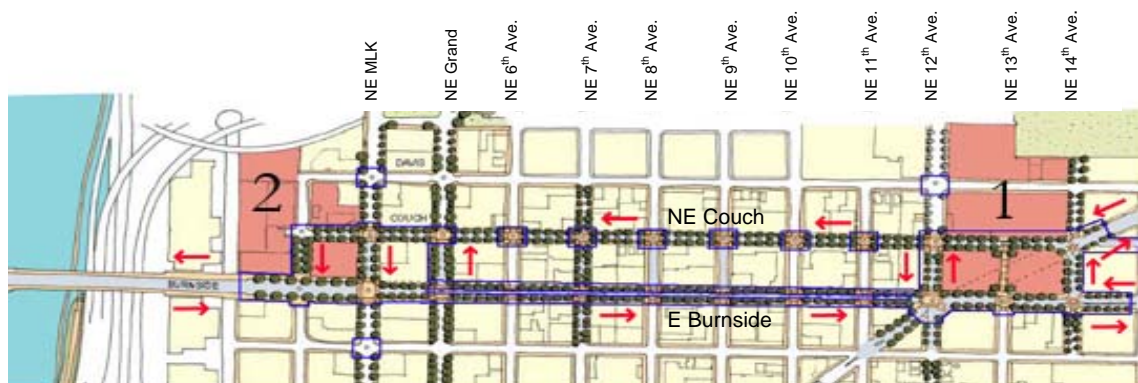 NE MLK
NE Grand
NE 6th Ave.
NE 7th Ave.
NE 8th Ave.
NE 9th Ave.
NE 10th Ave.
NE 11th Ave.
NE 12th Ave.
NE 13th Ave.
NE 14th Ave.
DAVIS
2
1
COUCH
NE Couch
BURNSIDE
E Burnside